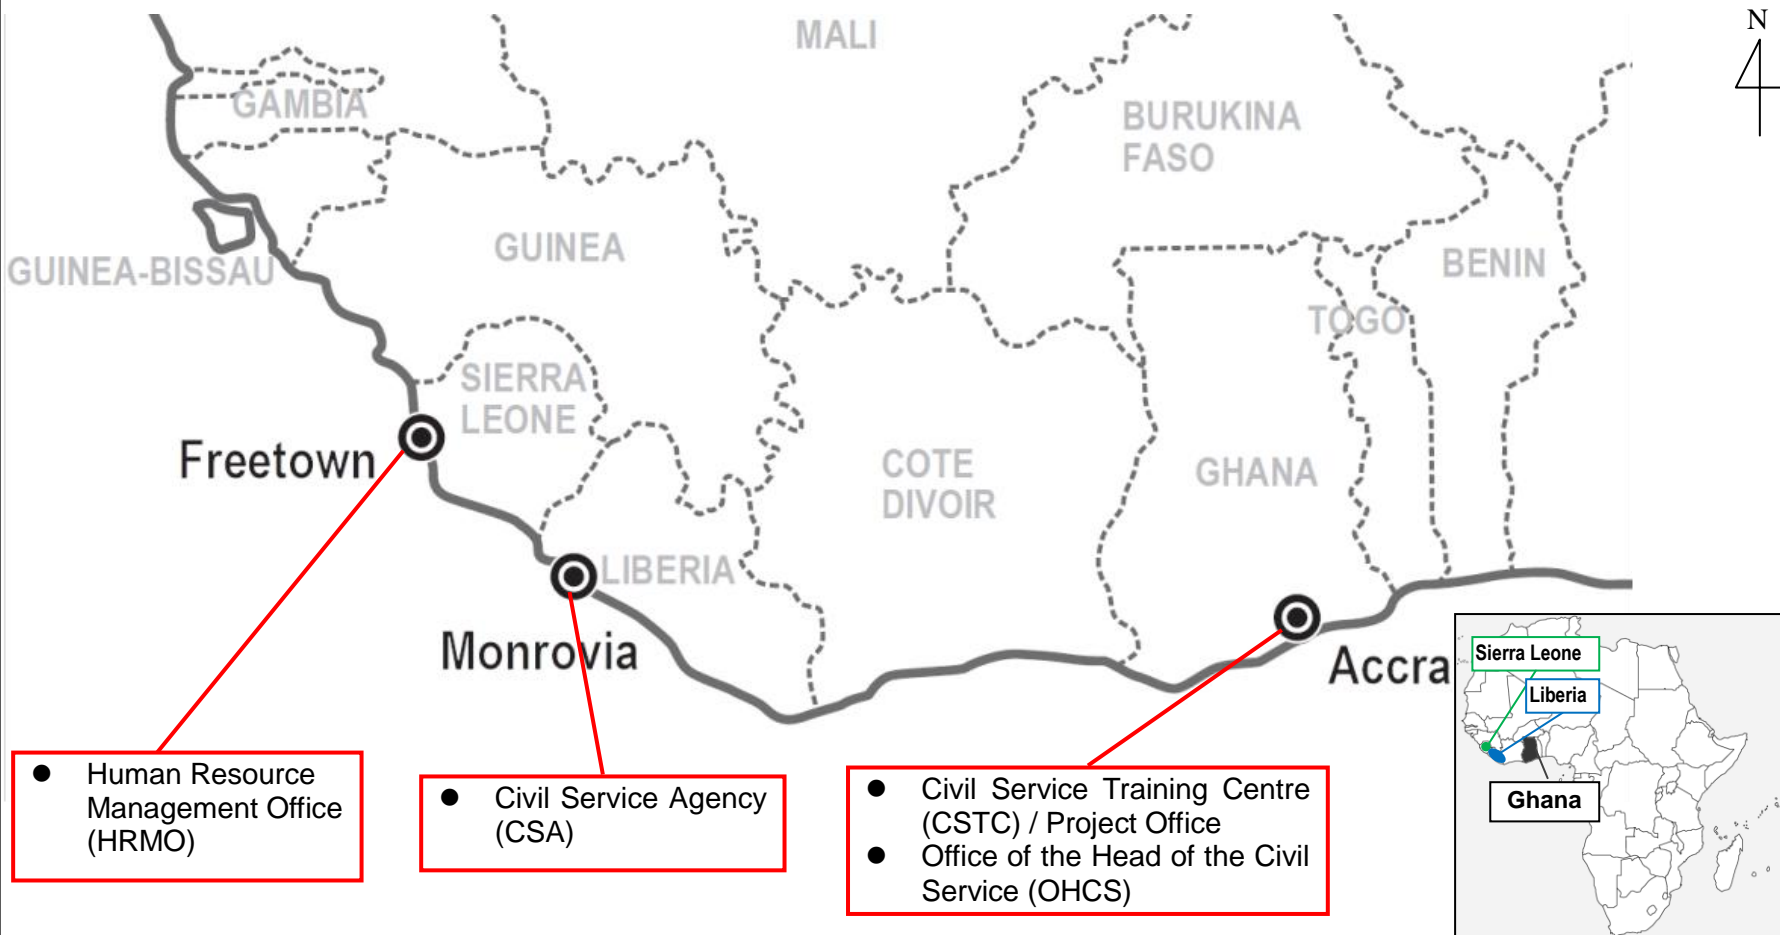 N
MALI
GAMBIA
BURUKINA
FASO
GUINEA
GUINEA-BISSAU
BENIN
TOGO
SIERRA
LEONE
Freetown
COTE
DIVOIR
GHANA
LIBERIA
Monrovia
Accra
Sierra Leone
Liberia
Ghana
● Human Resource
Management Office
(HRMO)
● Civil Service Agency
(CSA)
● Civil Service Training Centre
(CSTC) / Project Office
● Office of the Head of the Civil
Service (OHCS)